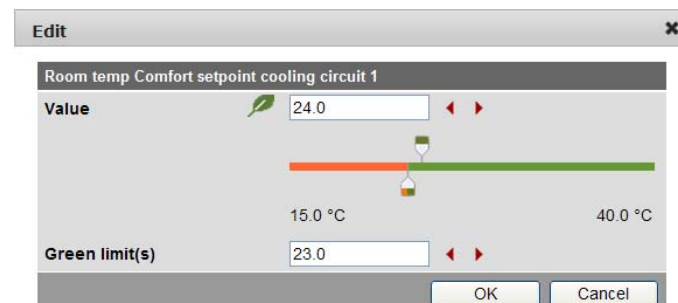 Edit
Room temp Comfort setpoint cooling circuit 1
Value 24.0
15.0 °C 40.0 °C
Green limit(s) 23.0
OK Cancel